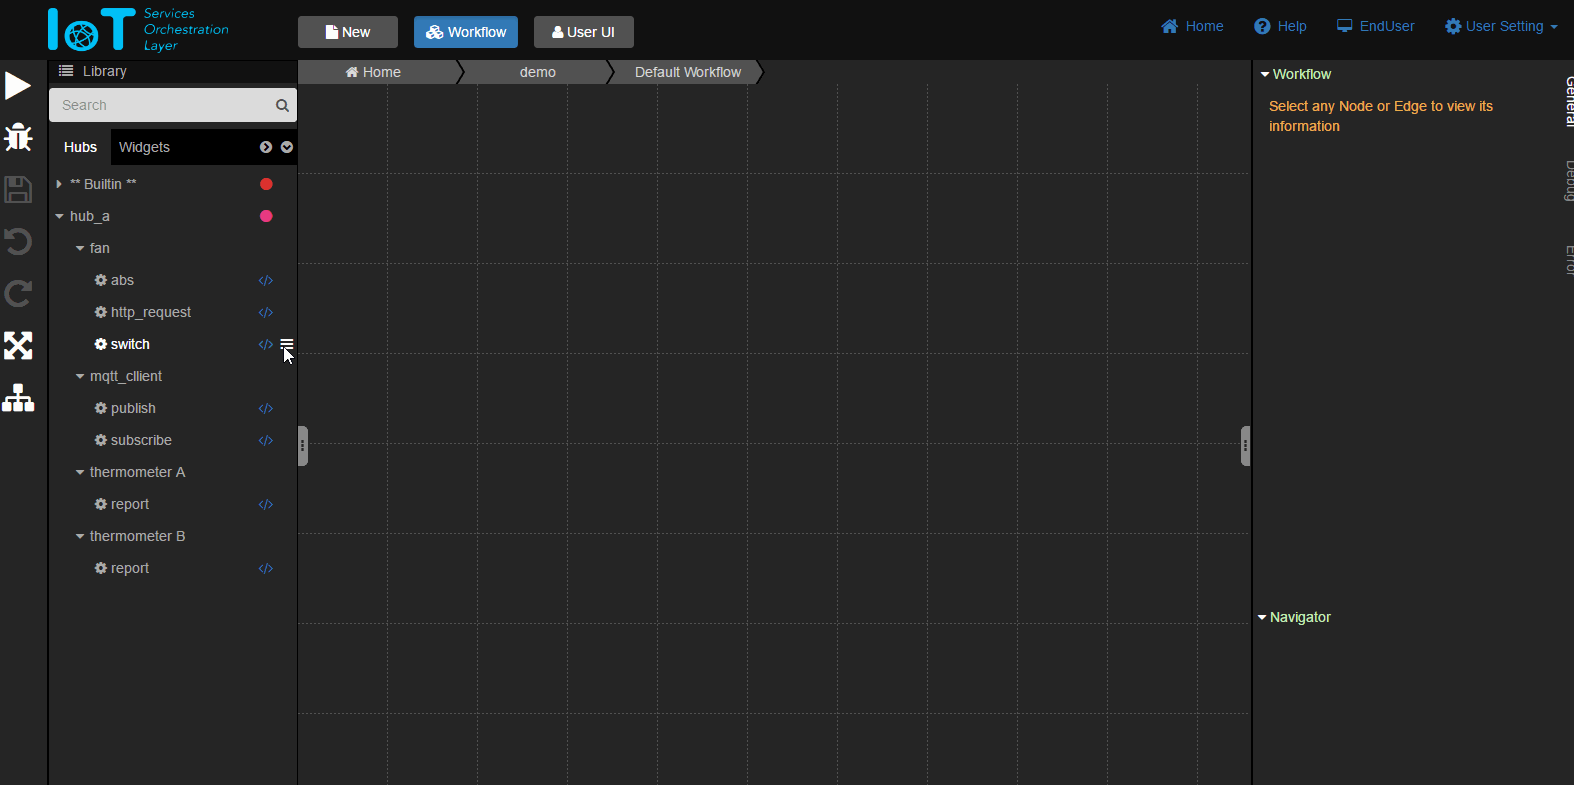 IoT Services
Orchestration
Layer
New
Workflow
User UI
Home
Help
EndUser
User Setting
Library
Home
demo
Default Workflow
Search
Hubs
Widgets
** Builtin **
hub_a
fan
abs
</>
http_request
</>
switch
</>
mqtt_cllient
publish
</>
subscribe
</>
thermometer A
report
</>
thermometer B
report
</>
Workflow
Select any Node or Edge to view its
information
Navigator
General
Debug
Error